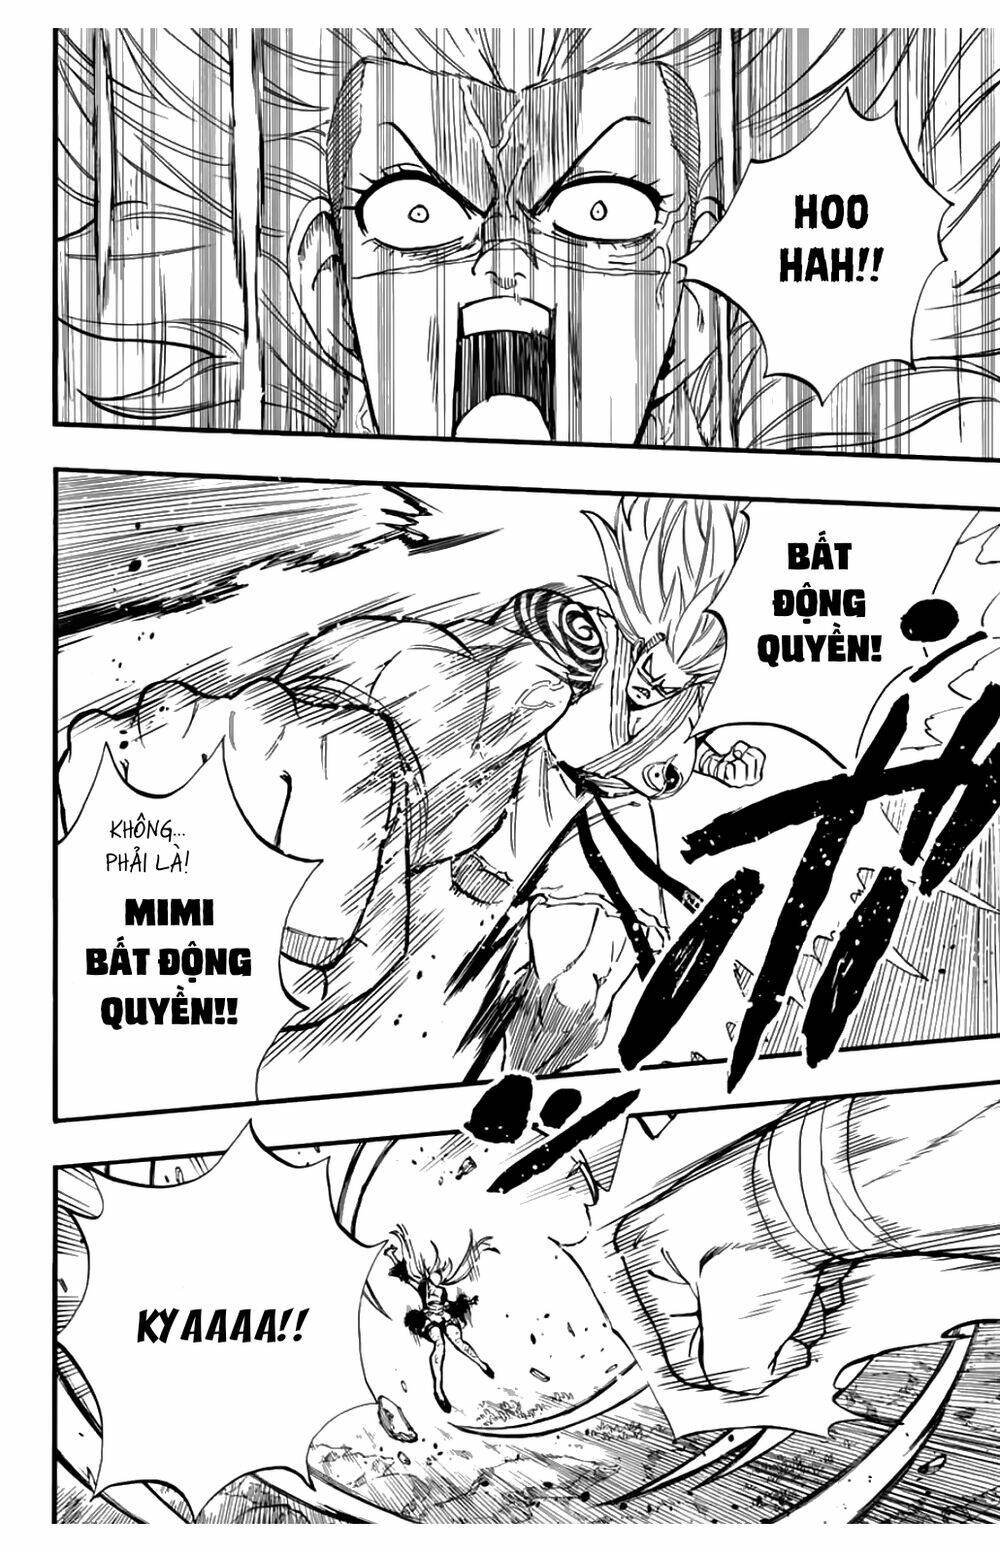 HOO
HAH!!
BẤT
ĐỘNG
QUYỀN!
KHÔNG...
PHẢI LÀ!
MIMI
BẤT ĐỘNG
QUYỀN!!
KYAAAA!!